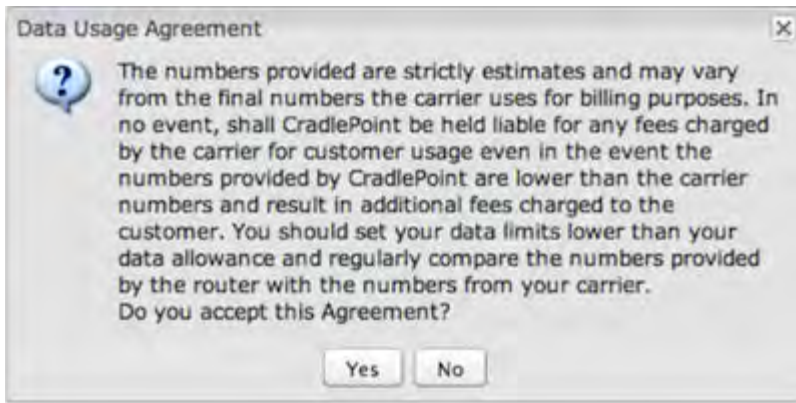 Data Usage Agreement
The numbers provided are strictly estimates and may vary
from the final numbers the carrier uses for billing purposes. In
no event, shall CradlePoint be held liable for any fees charged
by the carrier for customer usage even in the event the
numbers provided by CradlePoint are lower than the carrier
numbers and result in additional fees charged to the
customer. You should set your data limits lower than your
data allowance and regularly compare the numbers provided
by the router with the numbers from your carrier.
Do you accept this Agreement?
Yes No